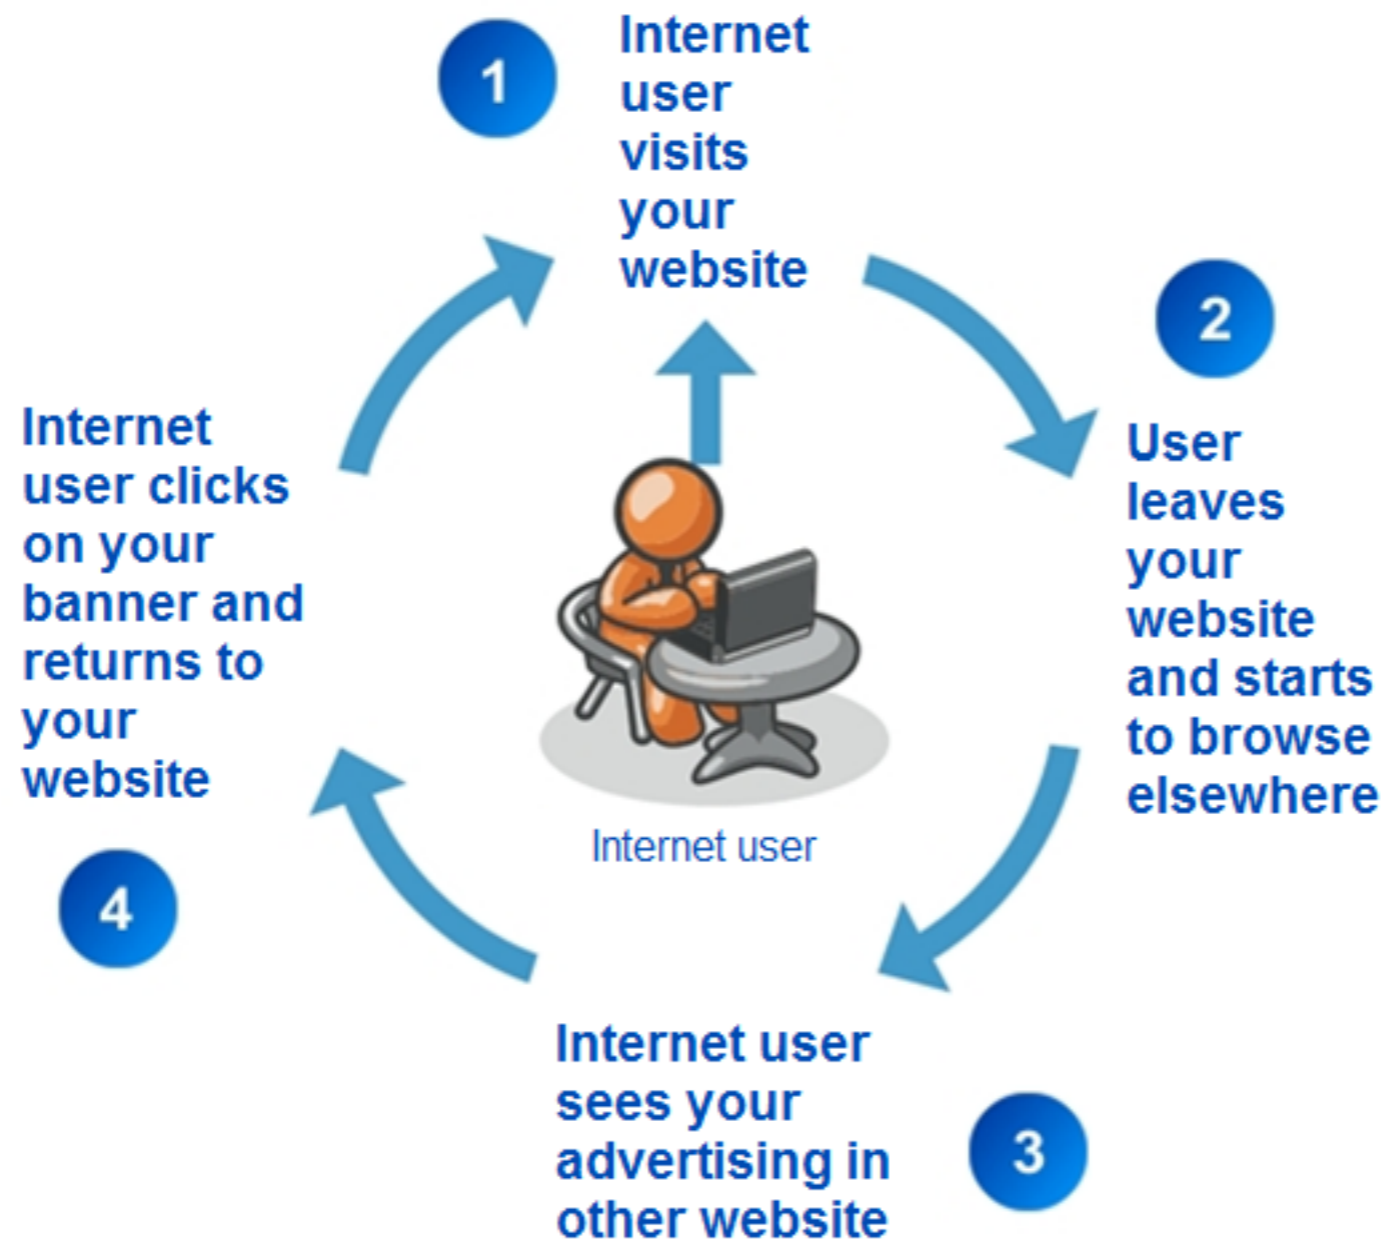 1
Internet
user
visits
your
website
2
User
leaves
your
website
and starts
to browse
elsewhere
3
Internet user
sees your
advertising in
other website
4
Internet
user clicks
on your
banner and
returns to
your
website
Internet user